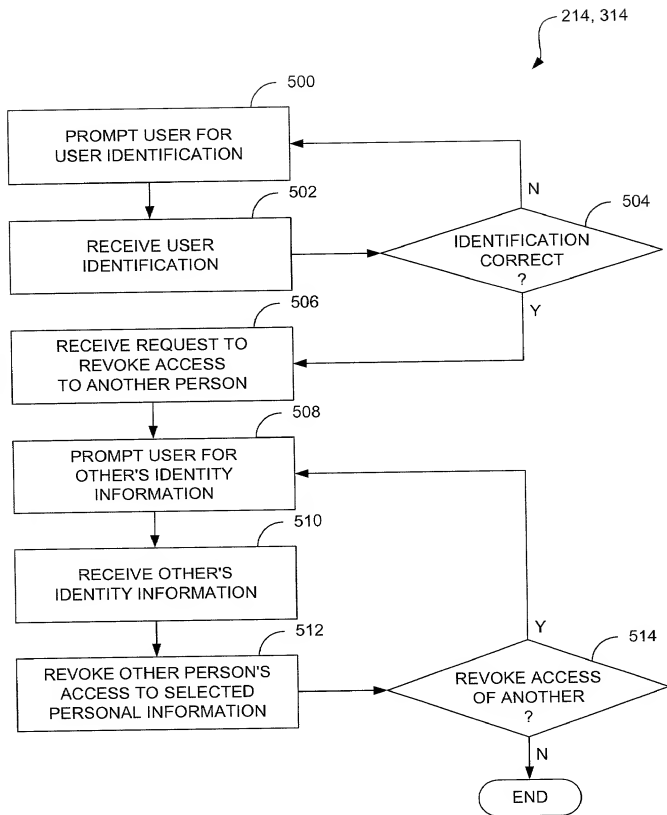 214, 314
500
PROMPT USER FOR
USER IDENTIFICATION
N
502
504
RECEIVE USER
IDENTIFICATION
IDENTIFICATION
CORRECT
?
Y
506
RECEIVE REQUEST TO
REVOKE ACCESS
TO ANOTHER PERSON
508
PROMPT USER FOR
OTHER'S IDENTITY
INFORMATION
510
RECEIVE OTHER'S
IDENTITY INFORMATION
512
Y
514
REVOKE OTHER PERSON'S
ACCESS TO SELECTED
PERSONAL INFORMATION
REVOKE ACCESS
OF ANOTHER
?
N
END